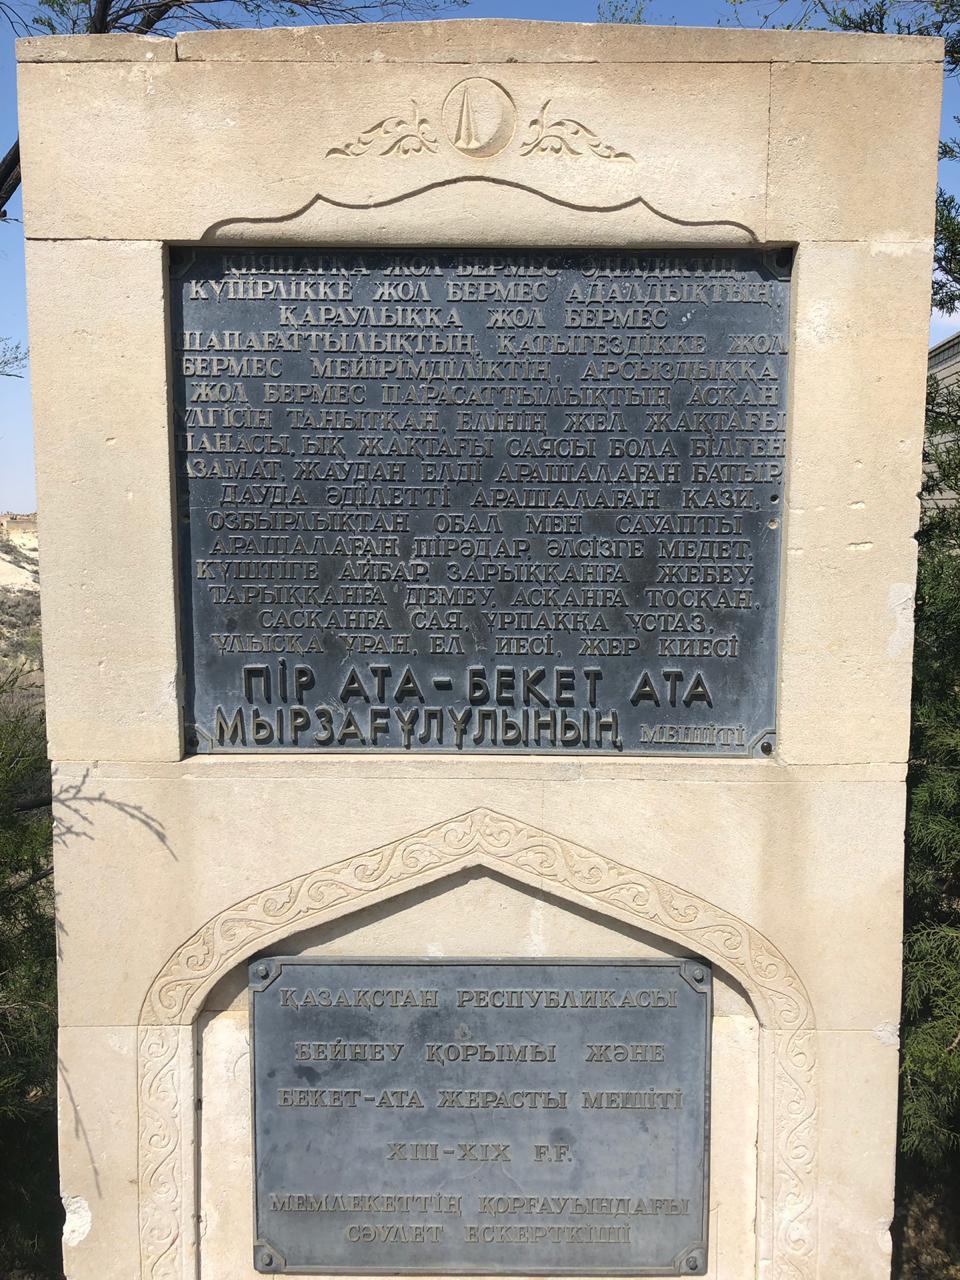 ҚИЯНАТҚА ЖОЛ БЕРМЕС ӘДІЛДІКТІҢ,
КҮПІРЛІККЕ ЖОЛ БЕРМЕС АДАЛДЫҚТЫҢ,
ҚАРАУЛЫҚҚА ЖОЛ БЕРМЕС
ШАПАҒАТТЫЛЫҚТЫҢ, ҚАТЫГЕЗДІККЕ ЖОЛ
БЕРМЕС МЕЙІРІМДІЛІКТІҢ, АРСЫЗДЫҚҚА
ЖОЛ БЕРМЕС ПАРАСАТТЫЛЫҚТЫҢ АСҚАН
ҮЛГІСІН ТАНЫТҚАН, ЕЛІНІҢ ЖЕЛ ЖАҚТАҒЫ
ПАНАСЫ, ЫҚ ЖАҚТАҒЫ САЯСЫ БОЛА БІЛГЕН
АЗАМАТ, ЖАУДАН ЕЛДІ АРАШАЛАҒАН БАТЫР,
ДАУДА ӘДІЛЕТТІ АРАШАЛАҒАН ҚАЗИ,
ОЗБЫРЛЫҚТАН ОБАЛ МЕН САУАПТЫ
АРАШАЛАҒАН ПІРӘДАР, ӘЛСІЗГЕ МЕДЕТ,
КҮШТІГЕ АЙБАР, ЗАРЫҚҚАНҒА ЖЕБЕУ,
ТАРЫҚҚАНҒА ДЕМЕУ, АСҚАНҒА ТОСҚАН,
САСҚАНҒА САЯ, ҰРПАҚҚА ҰСТАЗ,
ҰЛЫСҚА ҰРАН, ЕЛ ИЕСІ, ЖЕР КИЕСІ
ПІР АТА-БЕКЕТ АТА
МЫРЗАҒҰЛҰЛЫНЫҢ МЕШІТІ
ҚАЗАҚСТАН РЕСПУБЛИКАСЫ
БЕЙНЕУ ҚОРЫМЫ ЖӘНЕ
БЕКЕТ-АТА ЖЕРАСТЫ МЕШІТІ
XIII-XIX Ғ.Ғ.
МЕМЛЕКЕТТІҢ ҚОРҒАУЫНДАҒЫ
СӘУЛЕТ ЕСКЕРТКІШІ